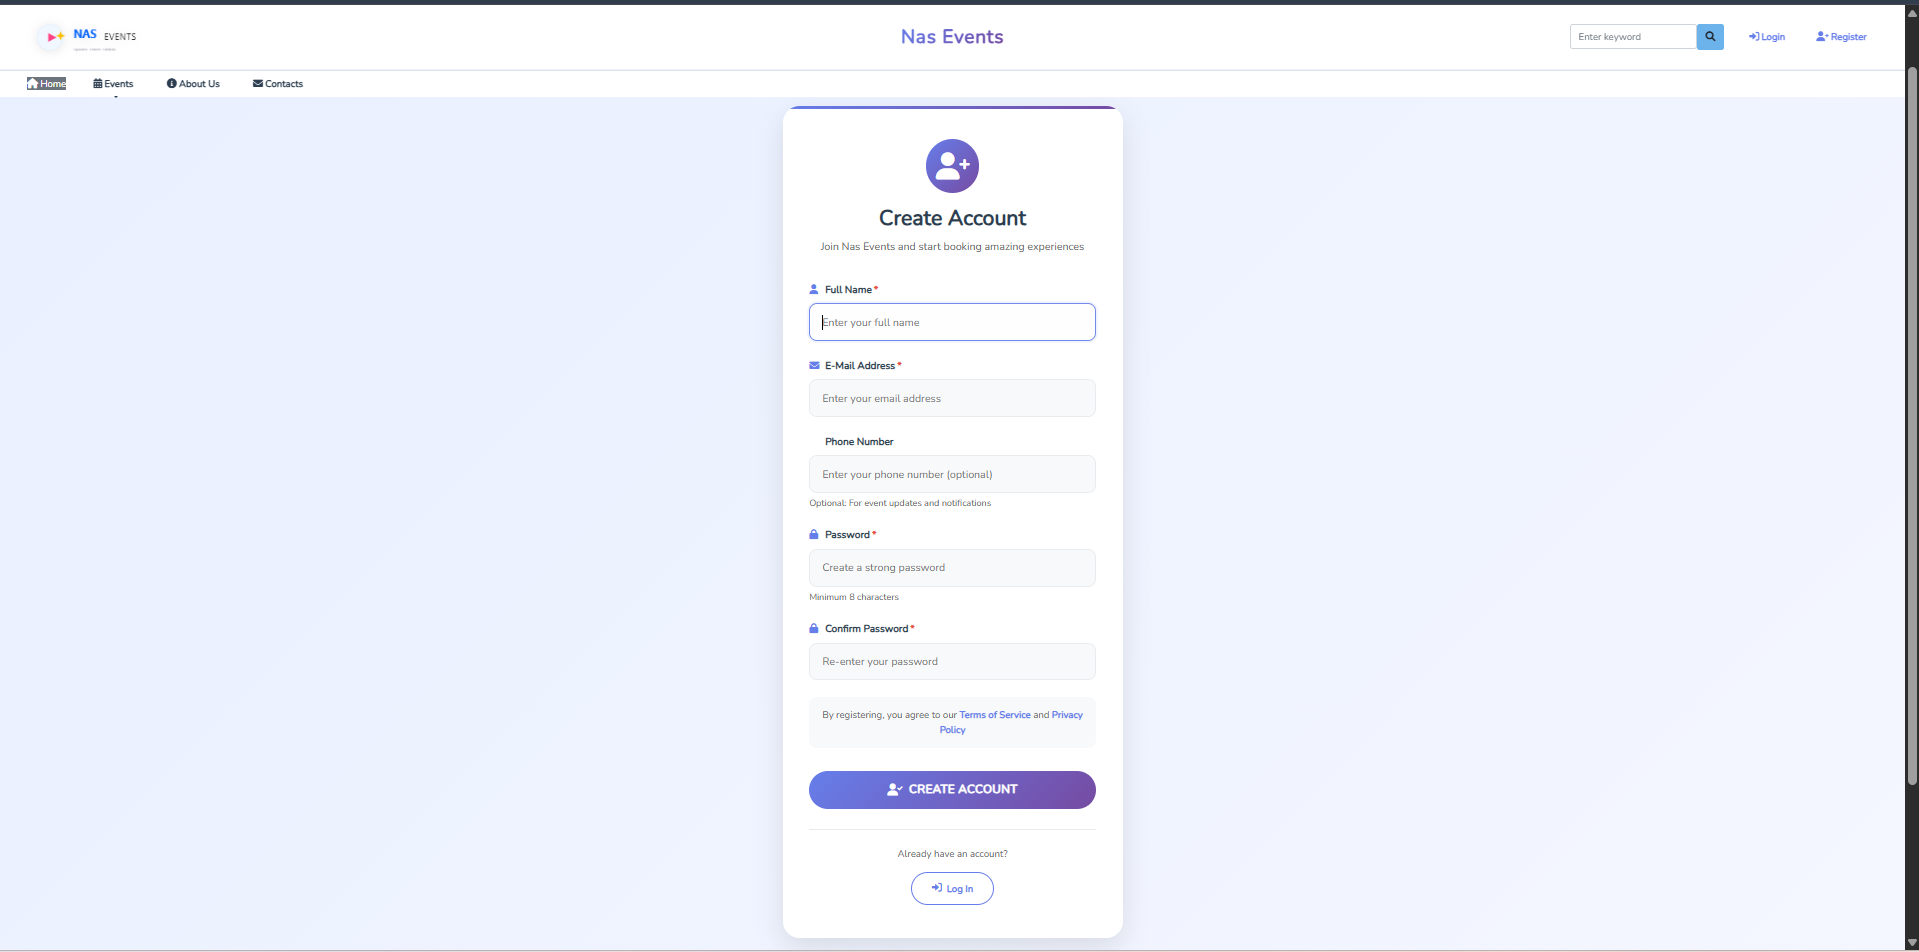 NAS EVENTS
Nas Events
Enter keyword
Login
Register
Home
Events
About Us
Contacts
Create Account
Join Nas Events and start booking amazing experiences
Full Name *
Enter your full name
E-Mail Address *
Enter your email address
Phone Number
Enter your phone number (optional)
Optional: For event updates and notifications
Password *
Create a strong password
Minimum 8 characters
Confirm Password *
Re-enter your password
By registering, you agree to our Terms of Service and Privacy
Policy
CREATE ACCOUNT
Already have an account?
Log In